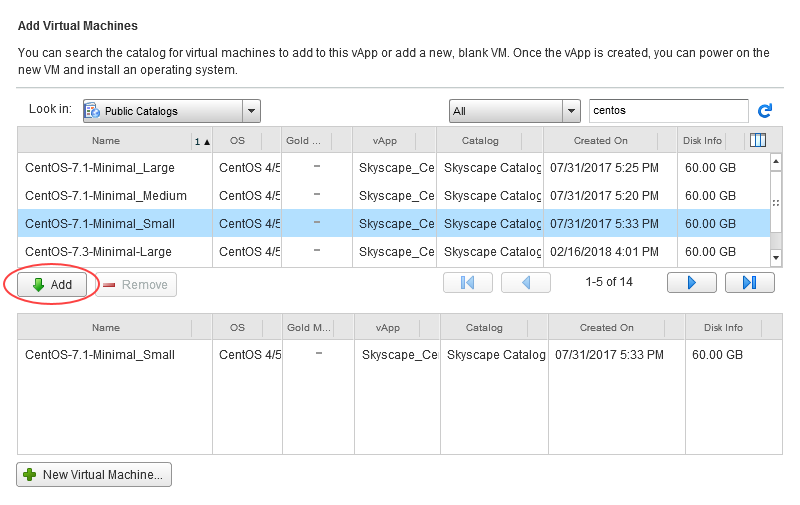 Add Virtual Machines
You can search the catalog for virtual machines to add to this vApp or add a new, blank VM. Once the vApp is created, you can power on the
new VM and install an operating system.
Look in: Public Catalogs All centos
Name 1 OS Gold ... vApp Catalog Created On Disk Info
CentOS-7.1-Minimal_Large CentOS 4/5 - Skyscape_Ce Skyscape Catalog 07/31/2017 5:25 PM 60.00 GB
CentOS-7.1-Minimal_Medium CentOS 4/5 - Skyscape_Ce Skyscape Catalog 07/31/2017 5:20 PM 60.00 GB
CentOS-7.1-Minimal_Small CentOS 4/5 - Skyscape_Ce Skyscape Catalog 07/31/2017 5:33 PM 60.00 GB
CentOS-7.3-Minimal-Large CentOS 4/5 - Skyscape_Ce Skyscape Catalog 02/16/2018 4:01 PM 60.00 GB
Add Remove 1-5 of 14
Name OS Gold M... vApp Catalog Created On Disk Info
CentOS-7.1-Minimal_Small CentOS 4/5 - Skyscape_Ce Skyscape Catalog 07/31/2017 5:33 PM 60.00 GB
New Virtual Machine...